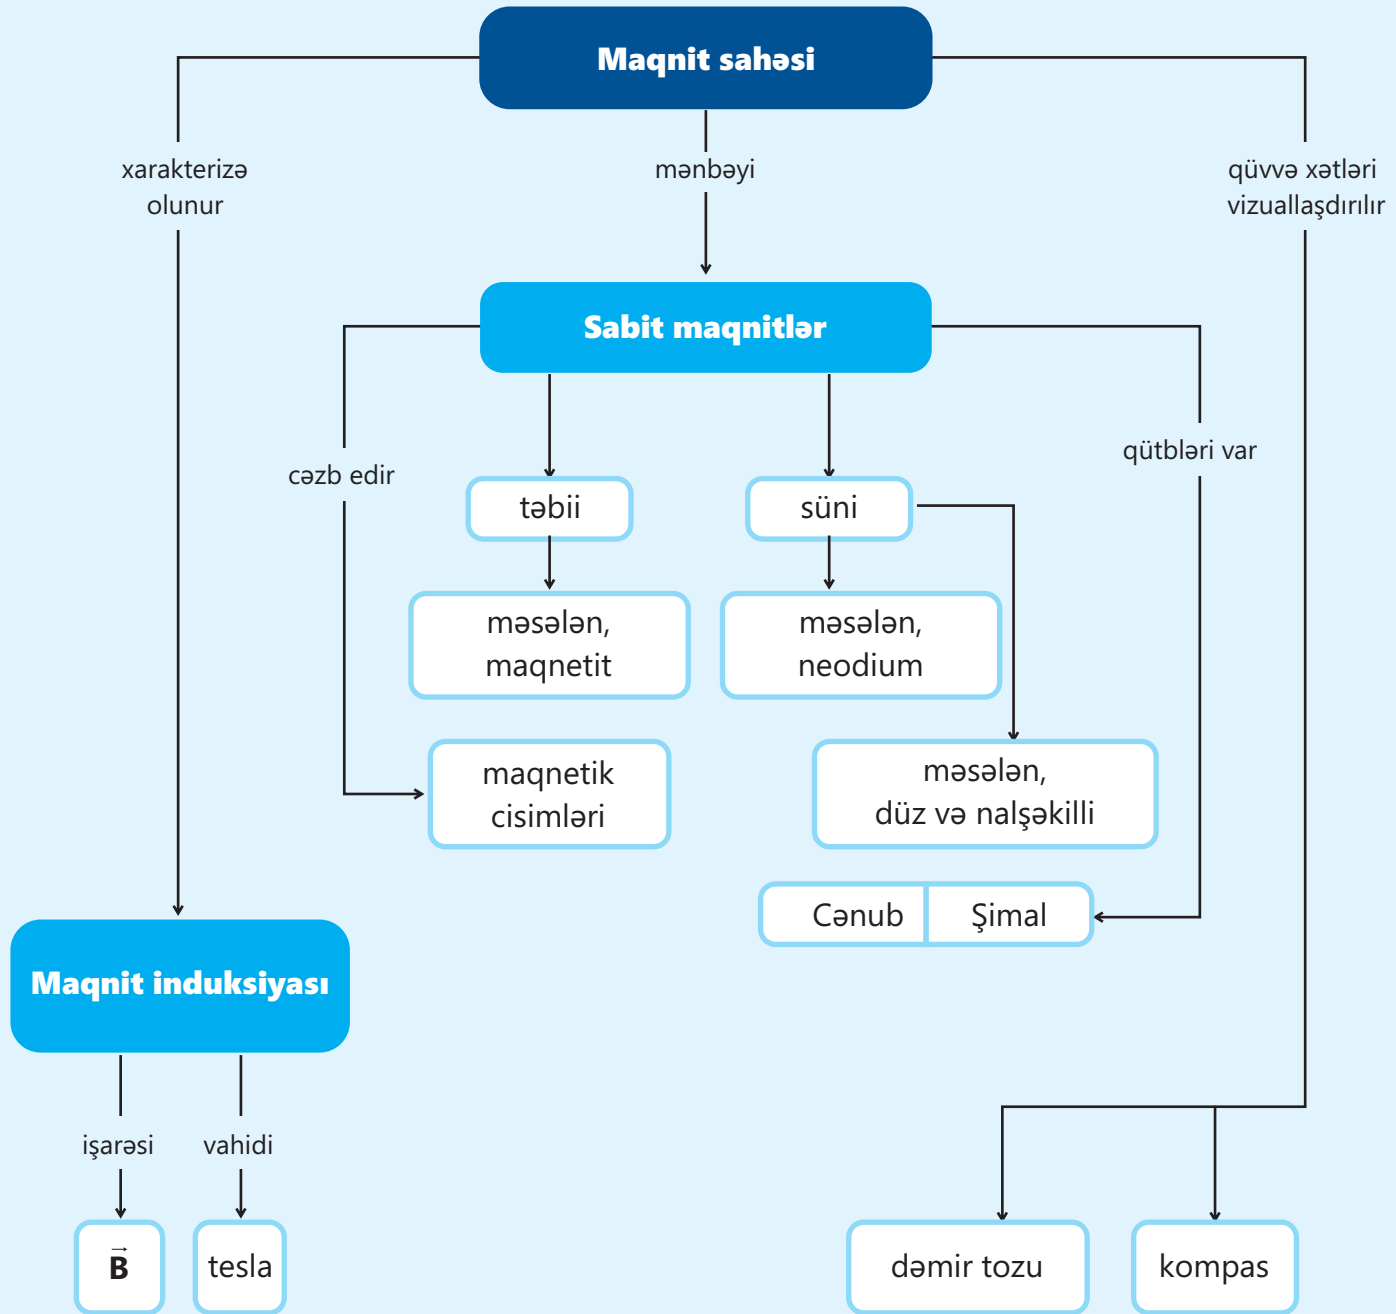 Maqnit sahəsi
xarakterizə
olunur
mənbəyi
qüvvə xətləri
vizuallaşdırılır
Sabit maqnitlər
cəzb edir
qütbləri var
təbii
süni
məsələn,
maqnetit
məsələn,
neodium
maqnetik
cisimləri
məsələn,
düz və nalşəkilli
Cənub
Şimal
Maqnit induksiyası
işarəsi
vahidi
B⃗
tesla
dəmir tozu
kompas